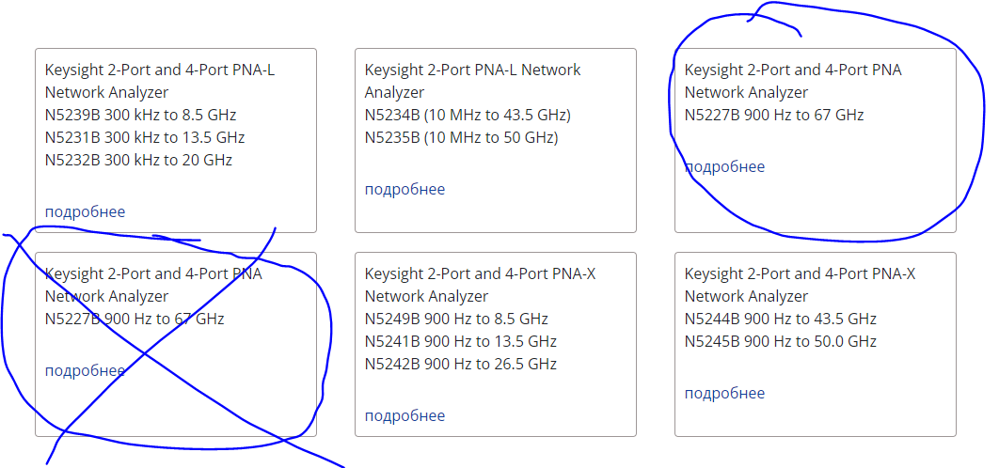 Keysight 2-Port and 4-Port PNA-L
Network Analyzer
N5239B 300 kHz to 8.5 GHz
N5231B 300 kHz to 13.5 GHz
N5232B 300 kHz to 20 GHz
подробнее
Keysight 2-Port PNA-L Network
Analyzer
N5234B (10 MHz to 43.5 GHz)
N5235B (10 MHz to 50 GHz)
подробнее
Keysight 2-Port and 4-Port PNA
Network Analyzer
N5227B 900 Hz to 67 GHz
подробнее
Keysight 2-Port and 4-Port PNA
Network Analyzer
N5227B 900 Hz to 67 GHz
подробнее
Keysight 2-Port and 4-Port PNA-X
Network Analyzer
N5249B 900 Hz to 8.5 GHz
N5241B 900 Hz to 13.5 GHz
N5242B 900 Hz to 26.5 GHz
подробнее
Keysight 2-Port and 4-Port PNA-X
Network Analyzer
N5244B 900 Hz to 43.5 GHz
N5245B 900 Hz to 50.0 GHz
подробнее